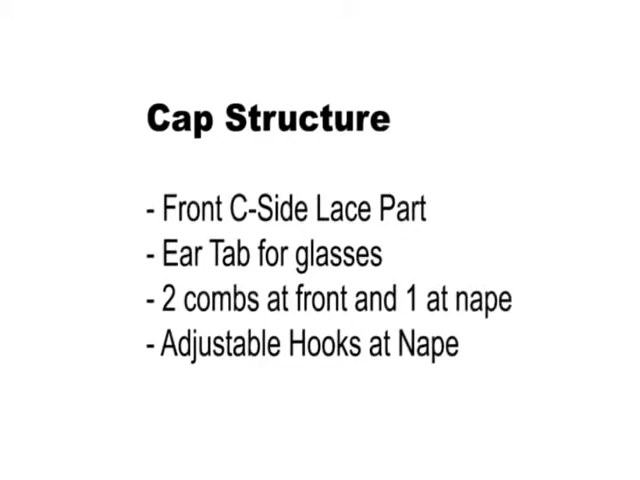 Cap Structure
- Front C-Side Lace Part
- Ear Tab for glasses
- 2 combs at front and 1 at nape
- Adjustable Hooks at Nape